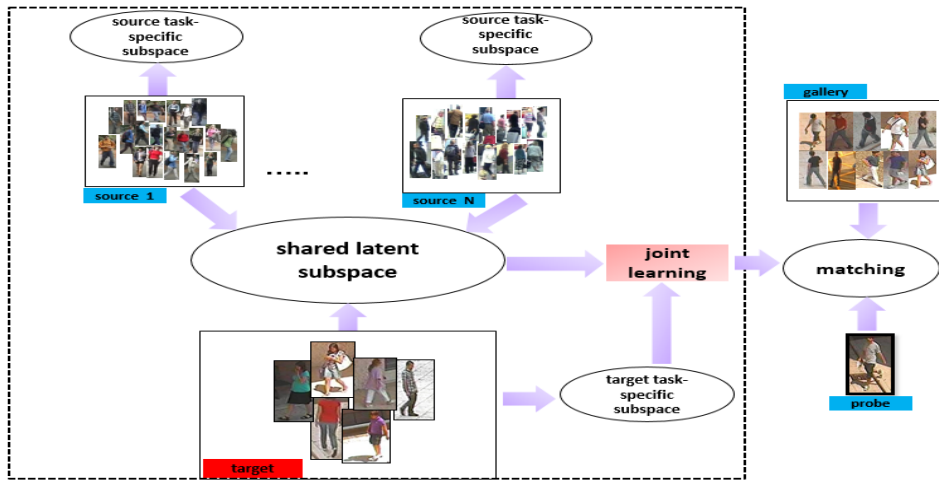 source task-
specific
subspace
source task-
specific
subspace
gallery
source 1
.....
source N
shared latent
subspace
joint
learning
matching
target task-
specific
subspace
probe
target